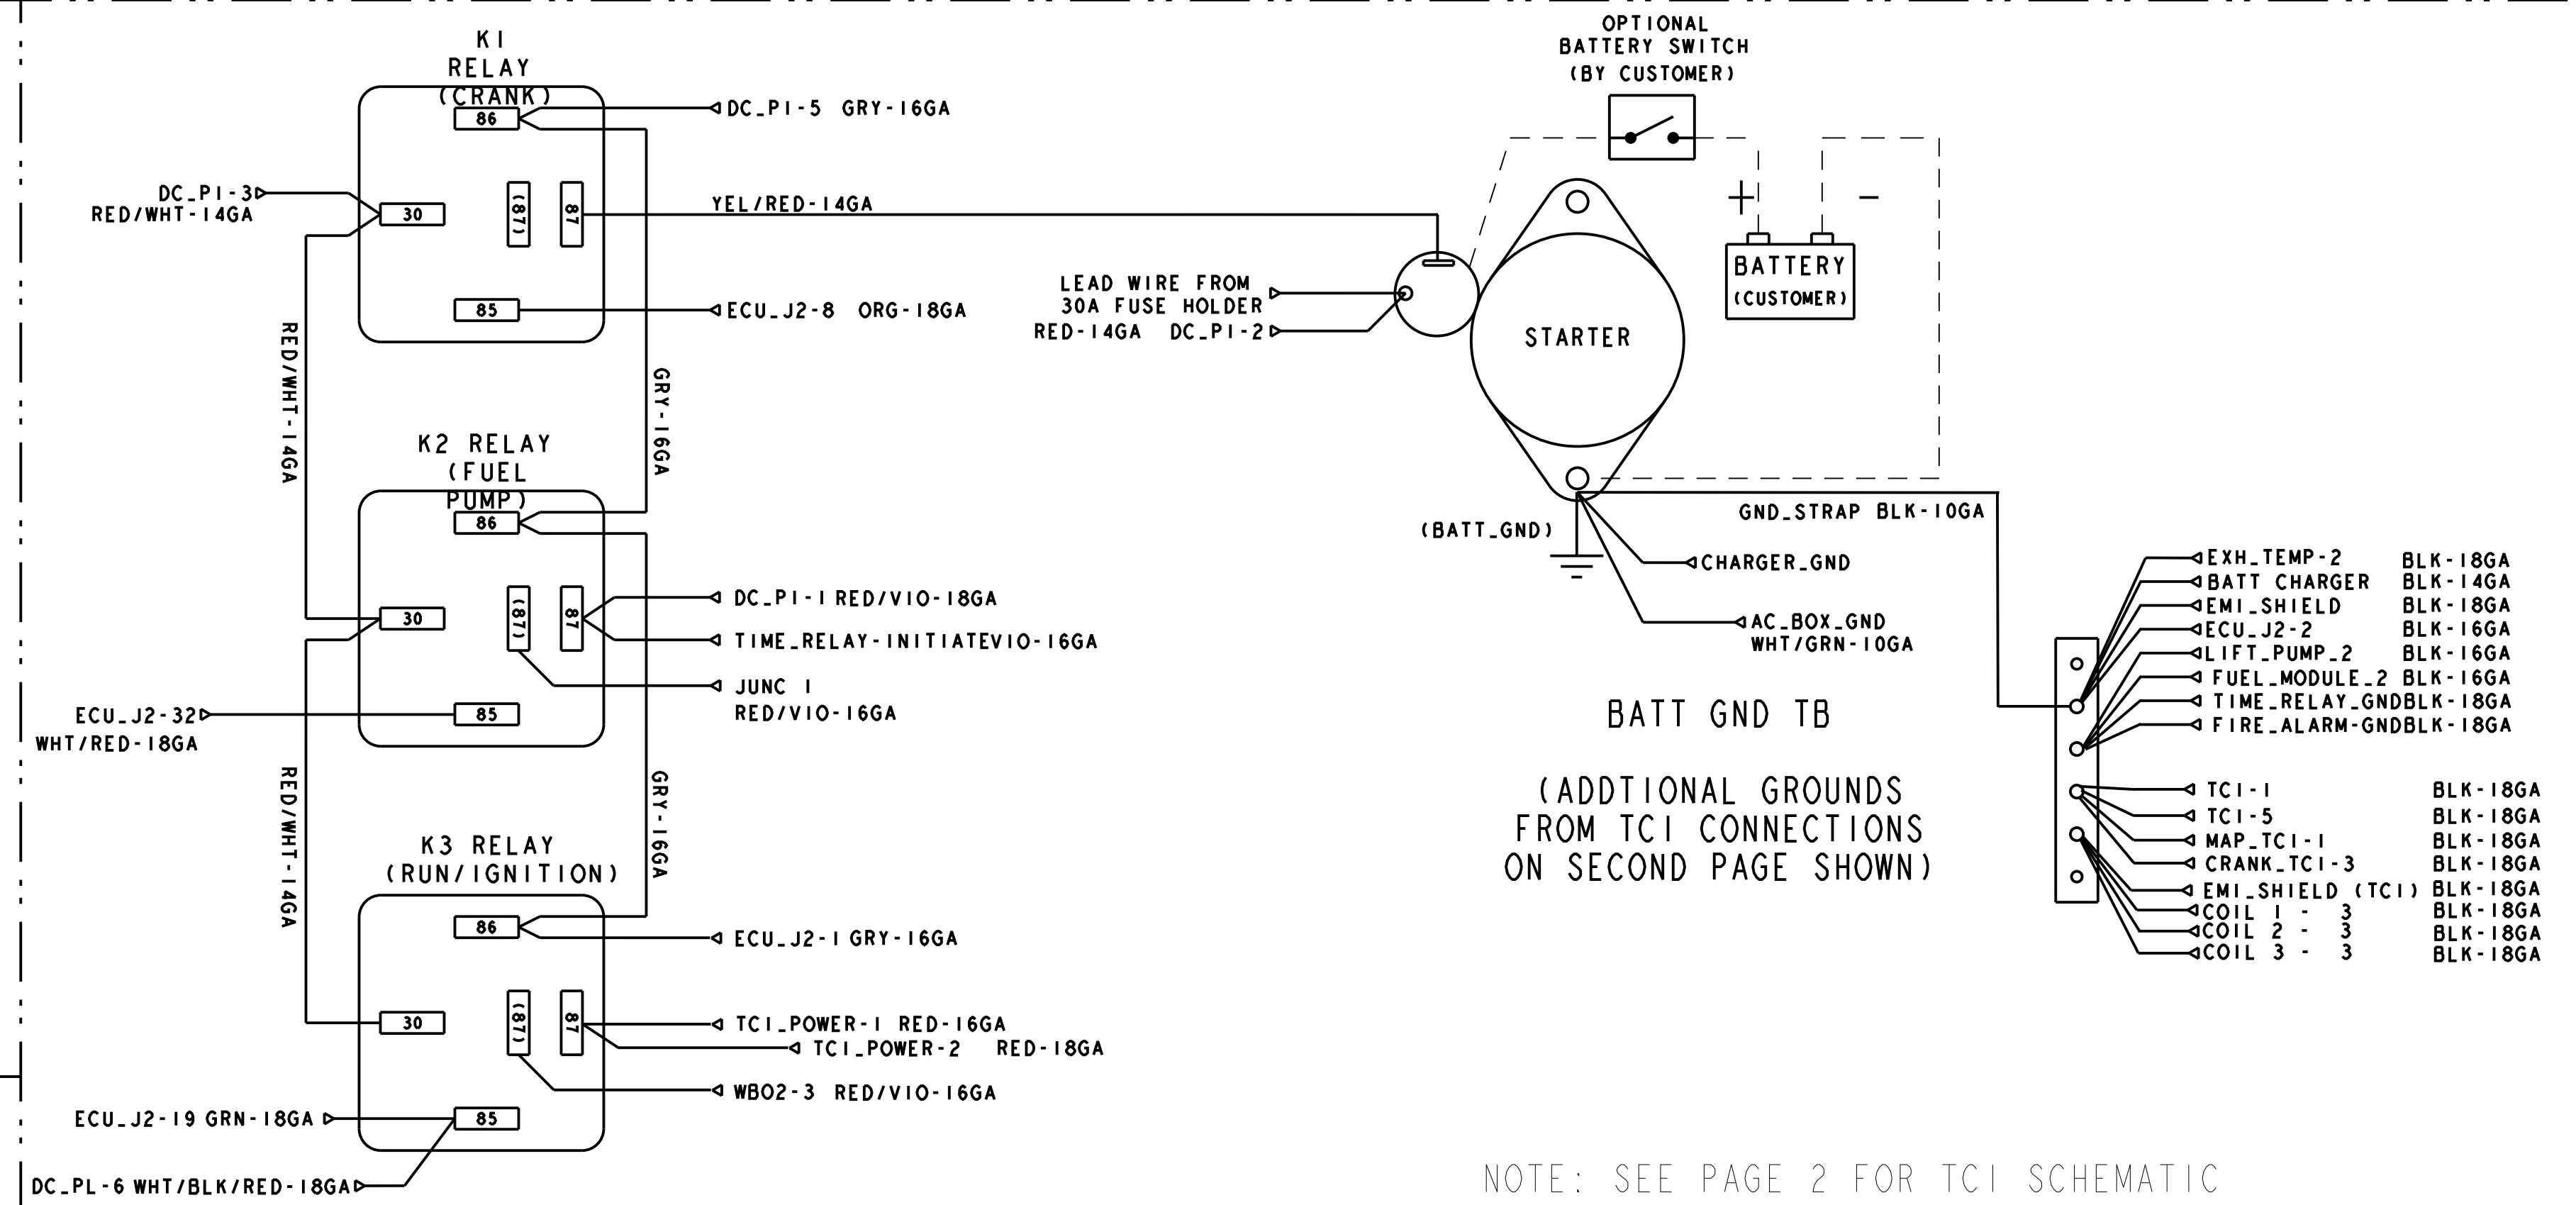 K1
RELAY
(CRANK)
86
DC_P1-5 GRY-16GA
DC_P1-3
RED/WHT-14GA
30
(87)
87
YEL/RED-14GA
85
ECU_J2-8 ORG-18GA
RED/WHT-14GA
GRY-16GA
K2 RELAY
(FUEL
PUMP)
86
30
(87)
87
DC_P1-1 RED/VIO-18GA
TIME_RELAY-INITIATEVIO-16GA
JUNC 1
RED/VIO-16GA
ECU_J2-32
WHT/RED-18GA
85
RED/WHT-14GA
GRY-16GA
K3 RELAY
(RUN/IGNITION)
86
ECU_J2-1 GRY-16GA
30
(87)
87
TCI_POWER-1 RED-16GA
TCI_POWER-2 RED-18GA
WBO2-3 RED/VIO-16GA
ECU_J2-19 GRN-18GA
85
DC_PL-6 WHT/BLK/RED-18GA
OPTIONAL
BATTERY SWITCH
(BY CUSTOMER)
+
-
BATTERY
(CUSTOMER)
LEAD WIRE FROM
30A FUSE HOLDER
RED-14GA DC_P1-2
STARTER
GND_STRAP BLK-10GA
(BATT_GND)
CHARGER_GND
AC_BOX_GND
WHT/GRN-10GA
BATT GND TB
(ADDTIONAL GROUNDS
FROM TCI CONNECTIONS
ON SECOND PAGE SHOWN)
EXH_TEMP-2 BLK-18GA
BATT CHARGER BLK-14GA
EMI_SHIELD BLK-18GA
ECU_J2-2 BLK-16GA
LIFT_PUMP_2 BLK-16GA
FUEL_MODULE_2 BLK-16GA
TIME_RELAY_GNDBLK-18GA
FIRE_ALARM-GNDBLK-18GA
TCI-1 BLK-18GA
TCI-5 BLK-18GA
MAP_TCI-1 BLK-18GA
CRANK_TCI-3 BLK-18GA
EMI_SHIELD (TCI) BLK-18GA
COIL 1 - 3 BLK-18GA
COIL 2 - 3 BLK-18GA
COIL 3 - 3 BLK-18GA
NOTE: SEE PAGE 2 FOR TCI SCHEMATIC